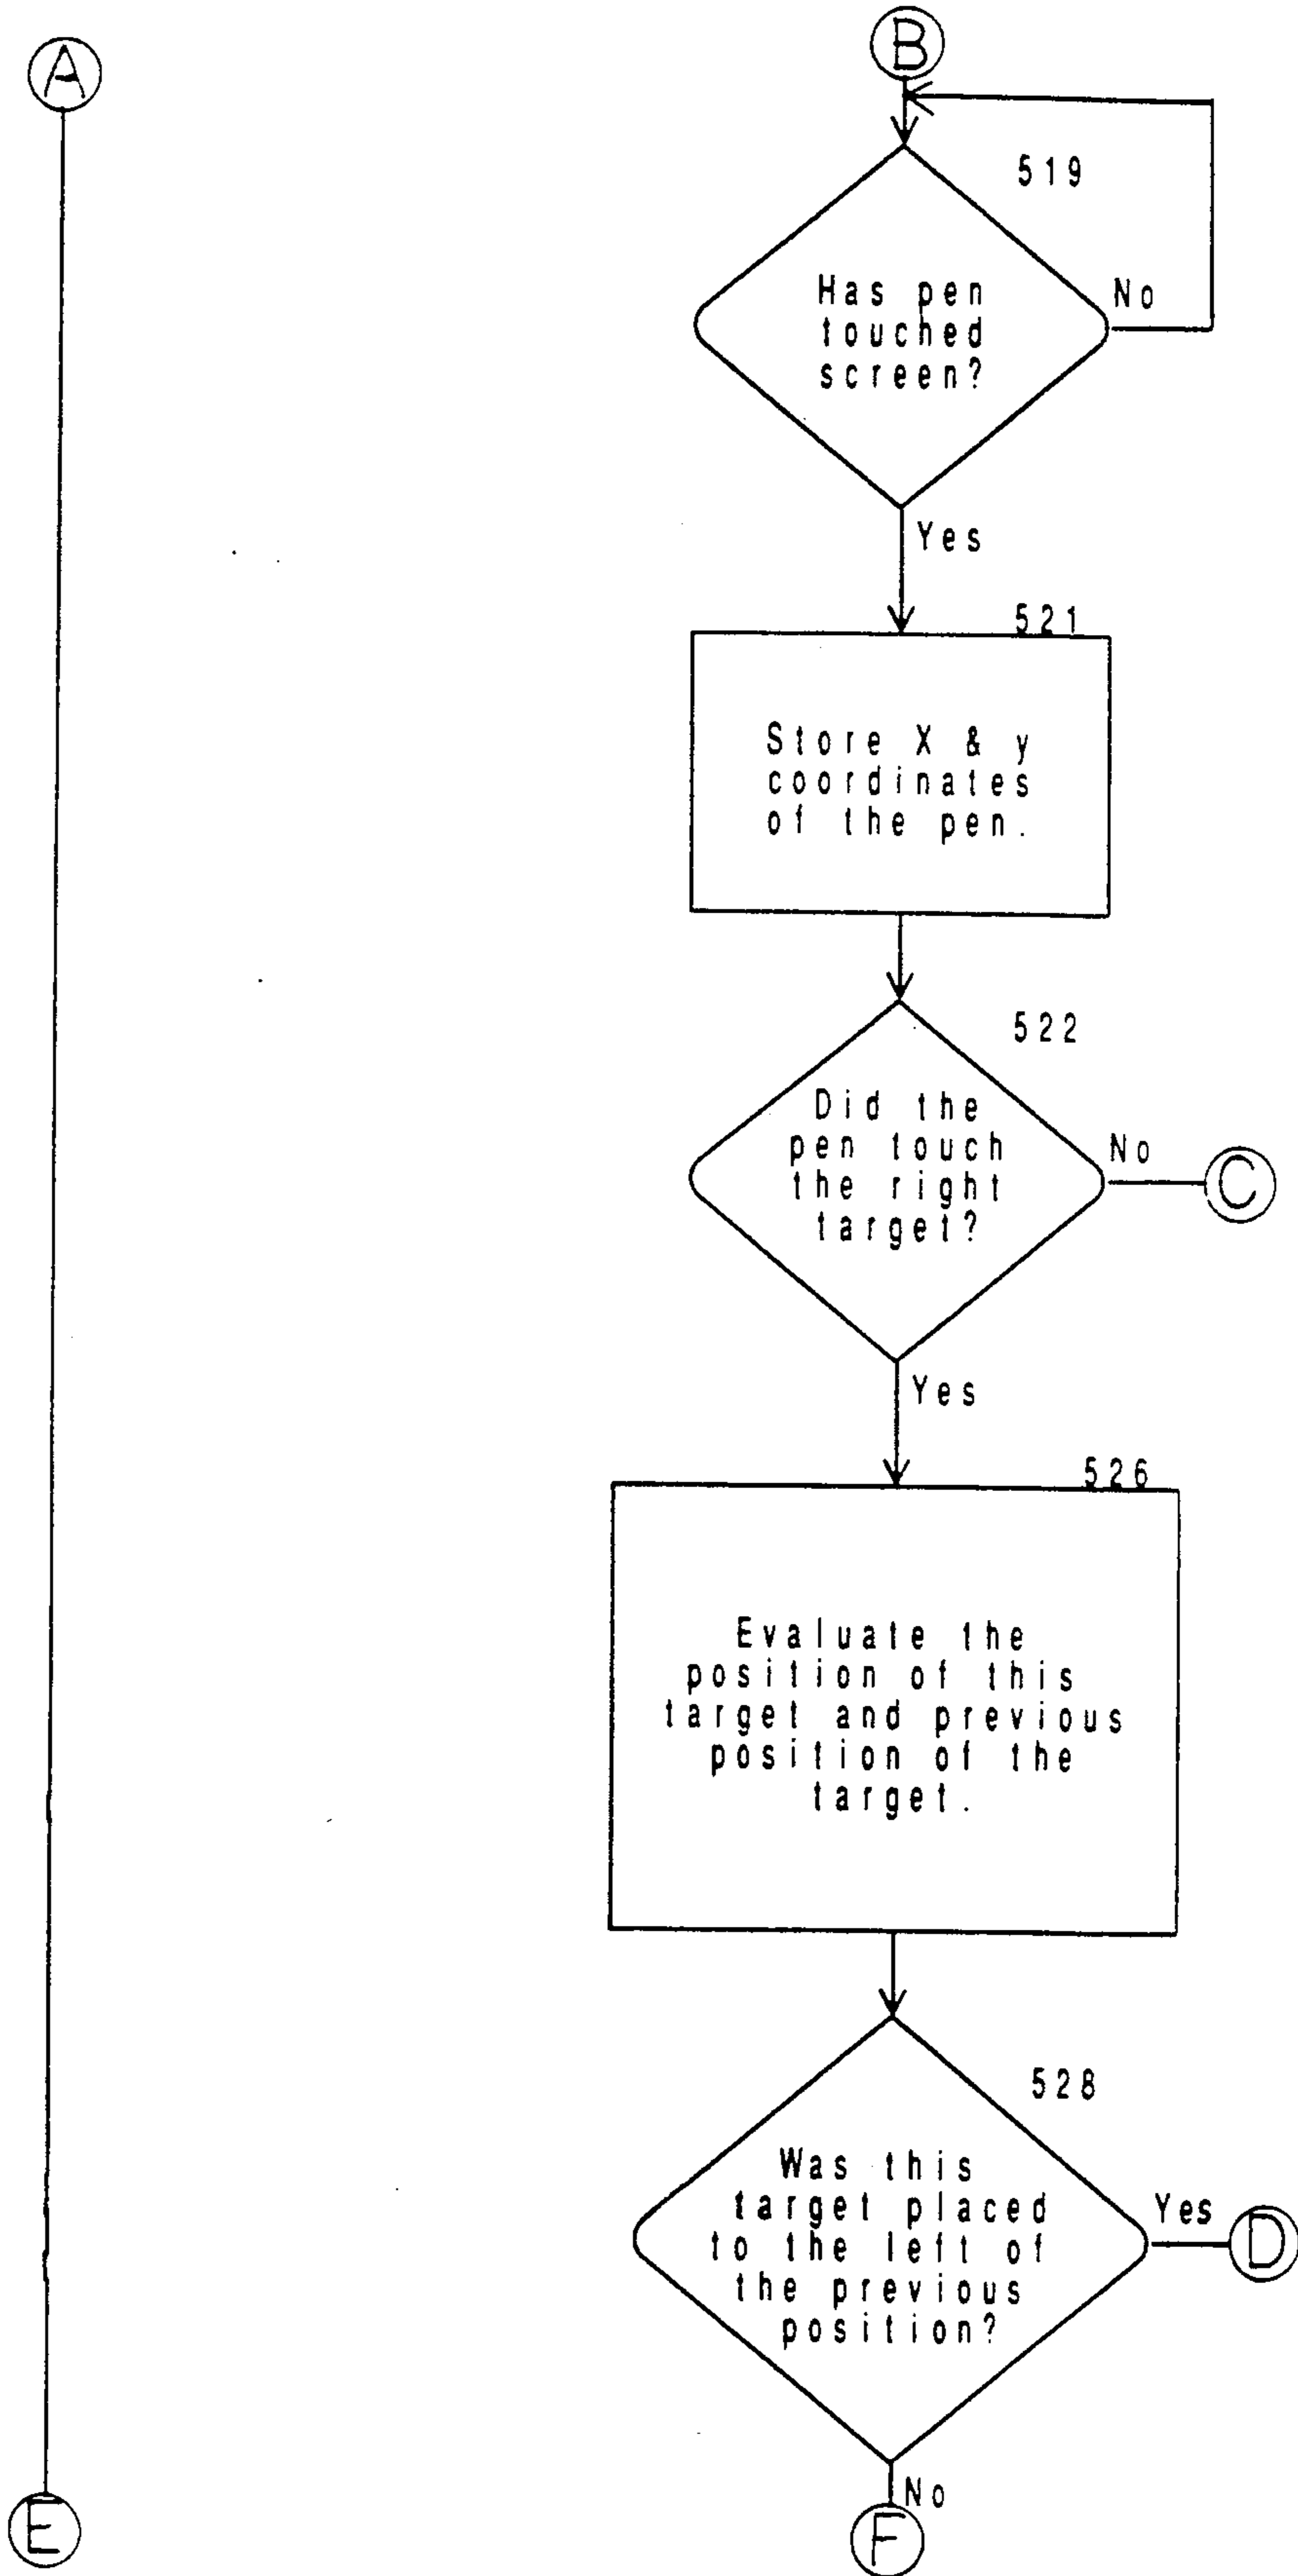 A
B
519
Has pen
touched
screen?
No
Yes
521
Store X & y
coordinates
of the pen.
522
Did the
pen touch
the right
target?
No
C
Yes
526
Evaluate the
position of this
target and previous
position of the
target.
528
Was this
target placed
to the left of
the previous
position?
Yes
D
No
E
F